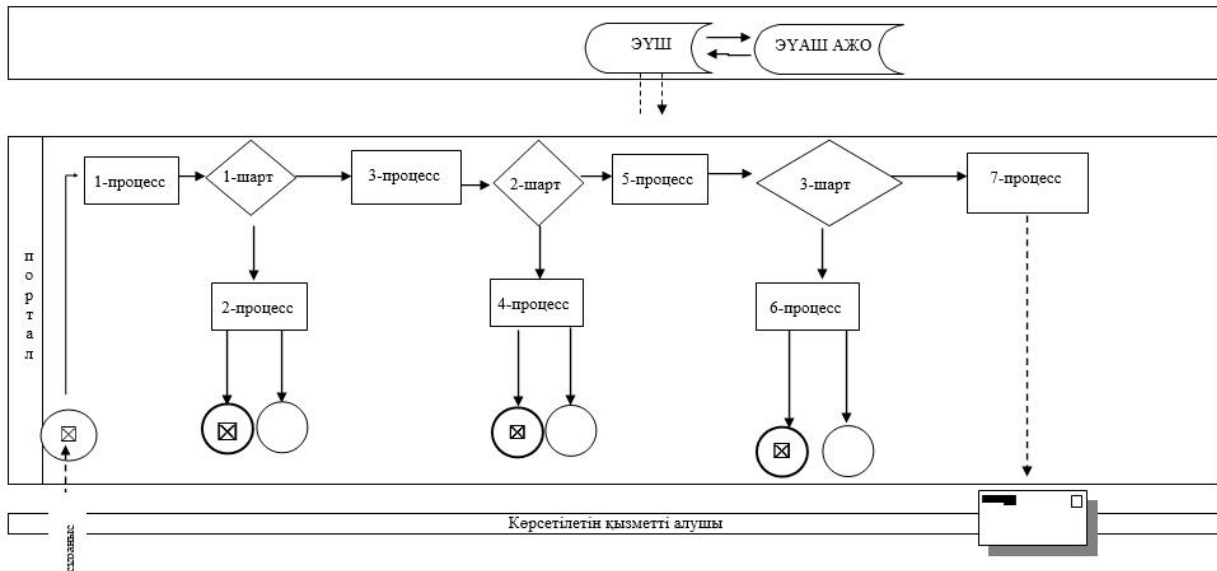 ЭҮШ
ЭҮАШ АЖО
1-процесс
1-шарт
3-процесс
2-шарт
5-процесс
3-шарт
7-процесс
портал
2-процесс
4-процесс
6-процесс
Көрсетілетін қызметті алушы